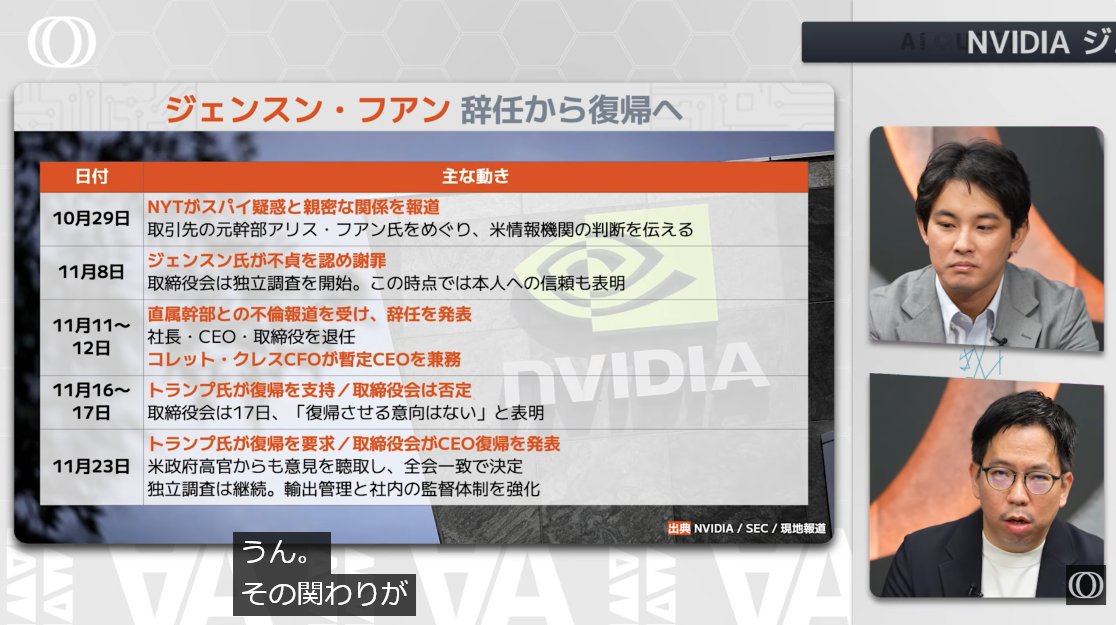 NVIDIA ジ
ジェンスン・フアン 辞任から復帰へ
日付
主な動き
10月29日
NYTがスパイ疑惑と親密な関係を報道
取引先の元幹部アリス・フアン氏をめぐり、米情報機関の判断を伝える
11月8日
ジェンスン氏が不貞を認め謝罪
取締役会は独立調査を開始。この時点では本人への信頼も表明
11月11〜
12日
直属幹部との不倫報道を受け、辞任を発表
社長・CEO・取締役を退任
コレット・クレスCFOが暫定CEOを兼務
11月16〜
17日
トランプ氏が復帰を支持／取締役会は否定
取締役会は17日、「復帰させる意向はない」と表明
11月23日
トランプ氏が復帰を要求／取締役会がCEO復帰を発表
米政府高官からも意見を聴取し、全会一致で決定
独立調査は継続。輸出管理と社内の監督体制を強化
NVIDIA
出典 NVIDIA / SEC / 現地報道
うん。
その関わりが